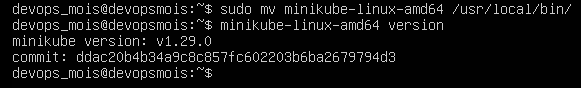 devops_mois@devopsmois:~$ sudo mv minikube-linux-amd64 /usr/local/bin/
devops_mois@devopsmois:~$ minikube-linux-amd64 version
minikube version: v1.29.0
commit: ddac20b4b34a9c8c857fc602203b6ba2679794d3
devops_mois@devopsmois:~$